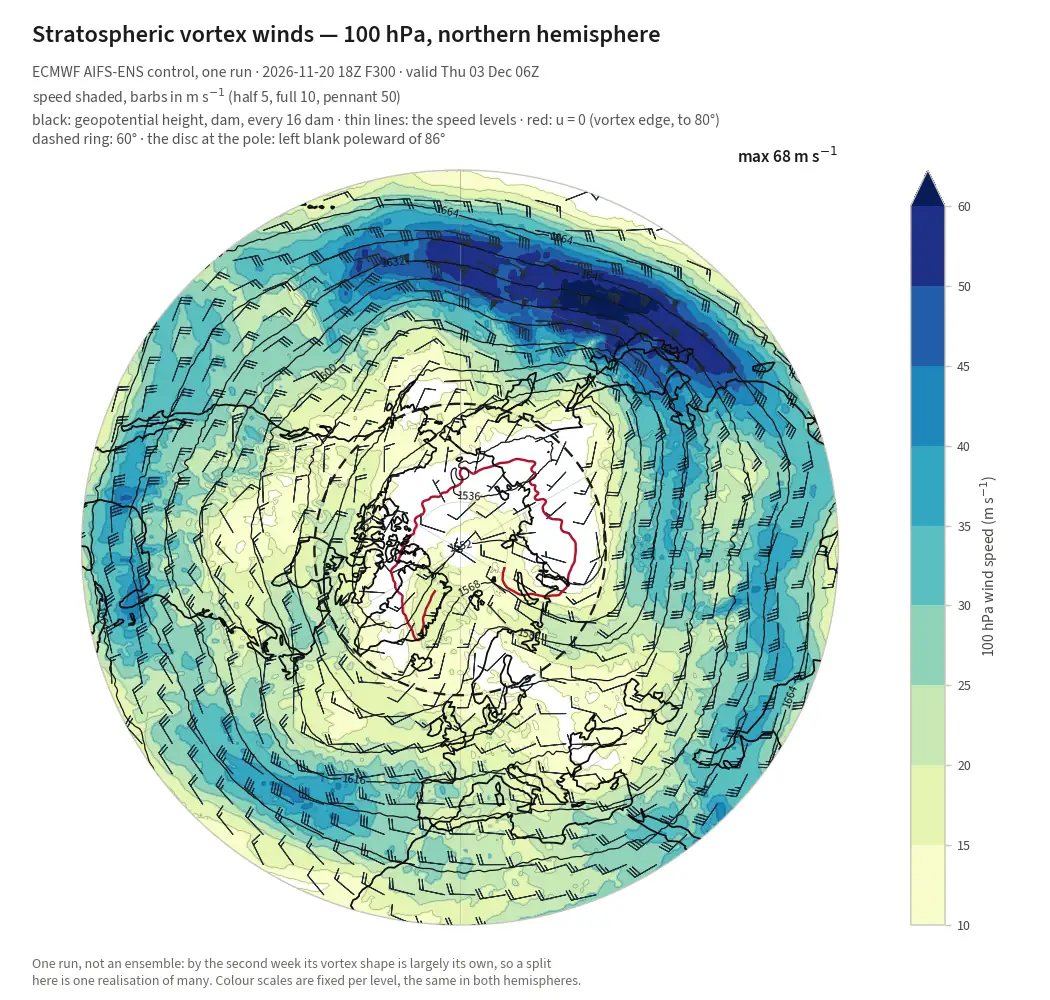 Stratospheric vortex winds — 100 hPa, northern hemisphere
ECMWF AIFS-ENS control, one run · 2026-11-20 18Z F300 · valid Thu 03 Dec 06Z
speed shaded, barbs in m s⁻¹ (half 5, full 10, pennant 50)
black: geopotential height, dam, every 16 dam · thin lines: the speed levels · red: u = 0 (vortex edge, to 80°)
dashed ring: 60° · the disc at the pole: left blank poleward of 86°
max 68 m s⁻¹
60
50
45
40
35
30
25
20
15
10
100 hPa wind speed (m s⁻¹)
1664
1664
1632
1536
1552
1568
1664
1616
One run, not an ensemble: by the second week its vortex shape is largely its own, so a split
here is one realisation of many. Colour scales are fixed per level, the same in both hemispheres.